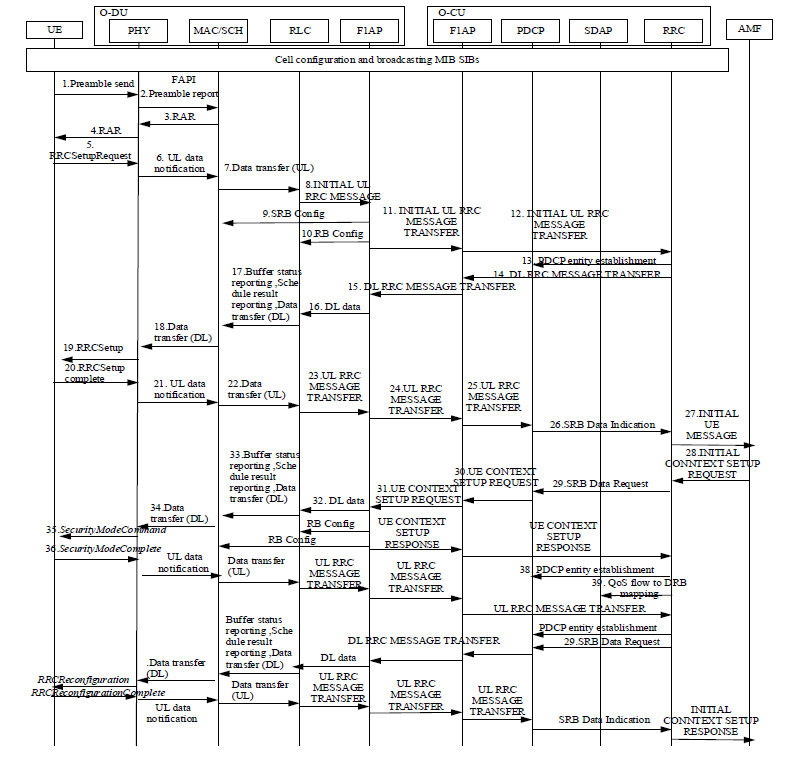 O-DU
O-CU
UE
PHY
MAC/SCH
RLC
F1AP
F1AP
PDCP
SDAP
RRC
AMF
Cell configuration and broadcasting MIB SIBs
1.Preamble send
FAPI
2.Preamble report
3.RAR
4.RAR
5.
RRCSetupRequest
6. UL data
notification
7.Data transfer (UL)
8.INITIAL UL
RRC MESSAGE
9.SRB Config
10.RB Config
11. INITIAL UL RRC
MESSAGE
TRANSFER
12. INITIAL UL RRC
MESSAGE
TRANSFER
13. PDCP entity establishment
14. DL RRC MESSAGE TRANSFER
15. DL RRC MESSAGE TRANSFER
16. DL data
17.Buffer status
reporting ,Sche
dule result
reporting ,Data
transfer (DL)
18.Data
transfer (DL)
19.RRCSetup
20.RRCSetup
complete
21. UL data
notification
22.Data
transfer (UL)
23.UL RRC
MESSAGE
TRANSFER
24.UL RRC
MESSAGE
TRANSFER
25.UL RRC
MESSAGE
TRANSFER
26.SRB Data Indication
27.INITIAL
UE
MESSAGE
28.INITIAL
CONNTEXT SETUP
REQUEST
29.SRB Data Request
30.UE CONTEXT
SETUP REQUEST
31.UE CONTEXT
SETUP REQUEST
32. DL data
33.Buffer status
reporting ,Sche
dule result
reporting ,Data
transfer (DL)
34.Data
transfer (DL)
35.SecurityModeCommand
36.SecurityModeComplete
RB Config
RB Config
UE CONTEXT
SETUP
RESPONSE
UE CONTEXT
SETUP
RESPONSE
UL data
notification
Data transfer
(UL)
UL RRC
MESSAGE
TRANSFER
UL RRC
MESSAGE
TRANSFER
38. PDCP entity establishment
39. QoS flow to DRB
mapping
UL RRC MESSAGE TRANSFER
PDCP entity establishment
29.SRB Data Request
DL RRC MESSAGE TRANSFER
DL data
Buffer status
reporting ,Sche
dule result
reporting ,Data
transfer (DL)
.Data transfer
(DL)
RRCReconfiguration
RRCReconfigurationComplete
UL data
notification
Data transfer
(UL)
UL RRC
MESSAGE
TRANSFER
UL RRC
MESSAGE
TRANSFER
UL RRC
MESSAGE
TRANSFER
SRB Data Indication
INITIAL
CONNTEXT SETUP
RESPONSE